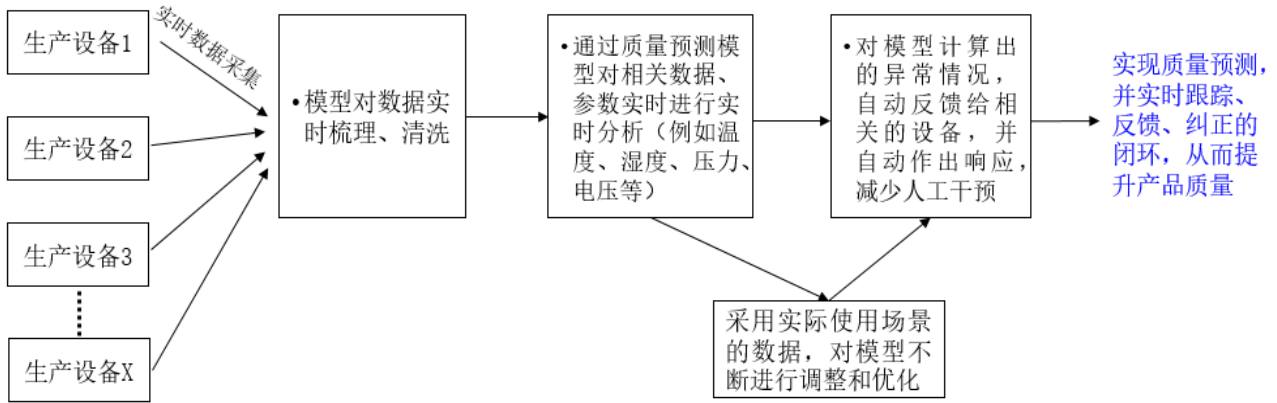 生产设备1
实时数据采集
生产设备2
生产设备3
生产设备X
•模型对数据实
时梳理、清洗
•通过质量预测模
型对相关数据、
参数实时进行实
时分析（例如温
度、湿度、压力、
电压等）
•对模型计算出
的异常情况，
自动反馈给相
关的设备，并
自动作出响应，
减少人工干预
采用实际使用场景
的数据，对模型不
断进行调整和优化
实现质量预测，
并实时跟踪、
反馈、纠正的
闭环，从而提
升产品质量